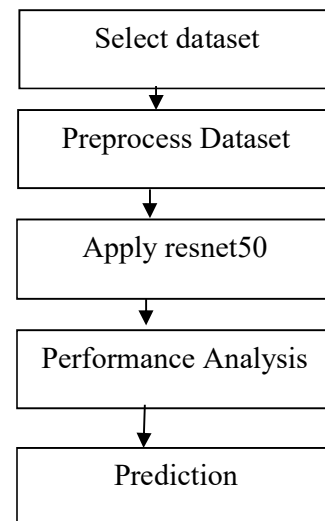 Select dataset
Preprocess Dataset
Apply resnet50
Performance Analysis
Prediction